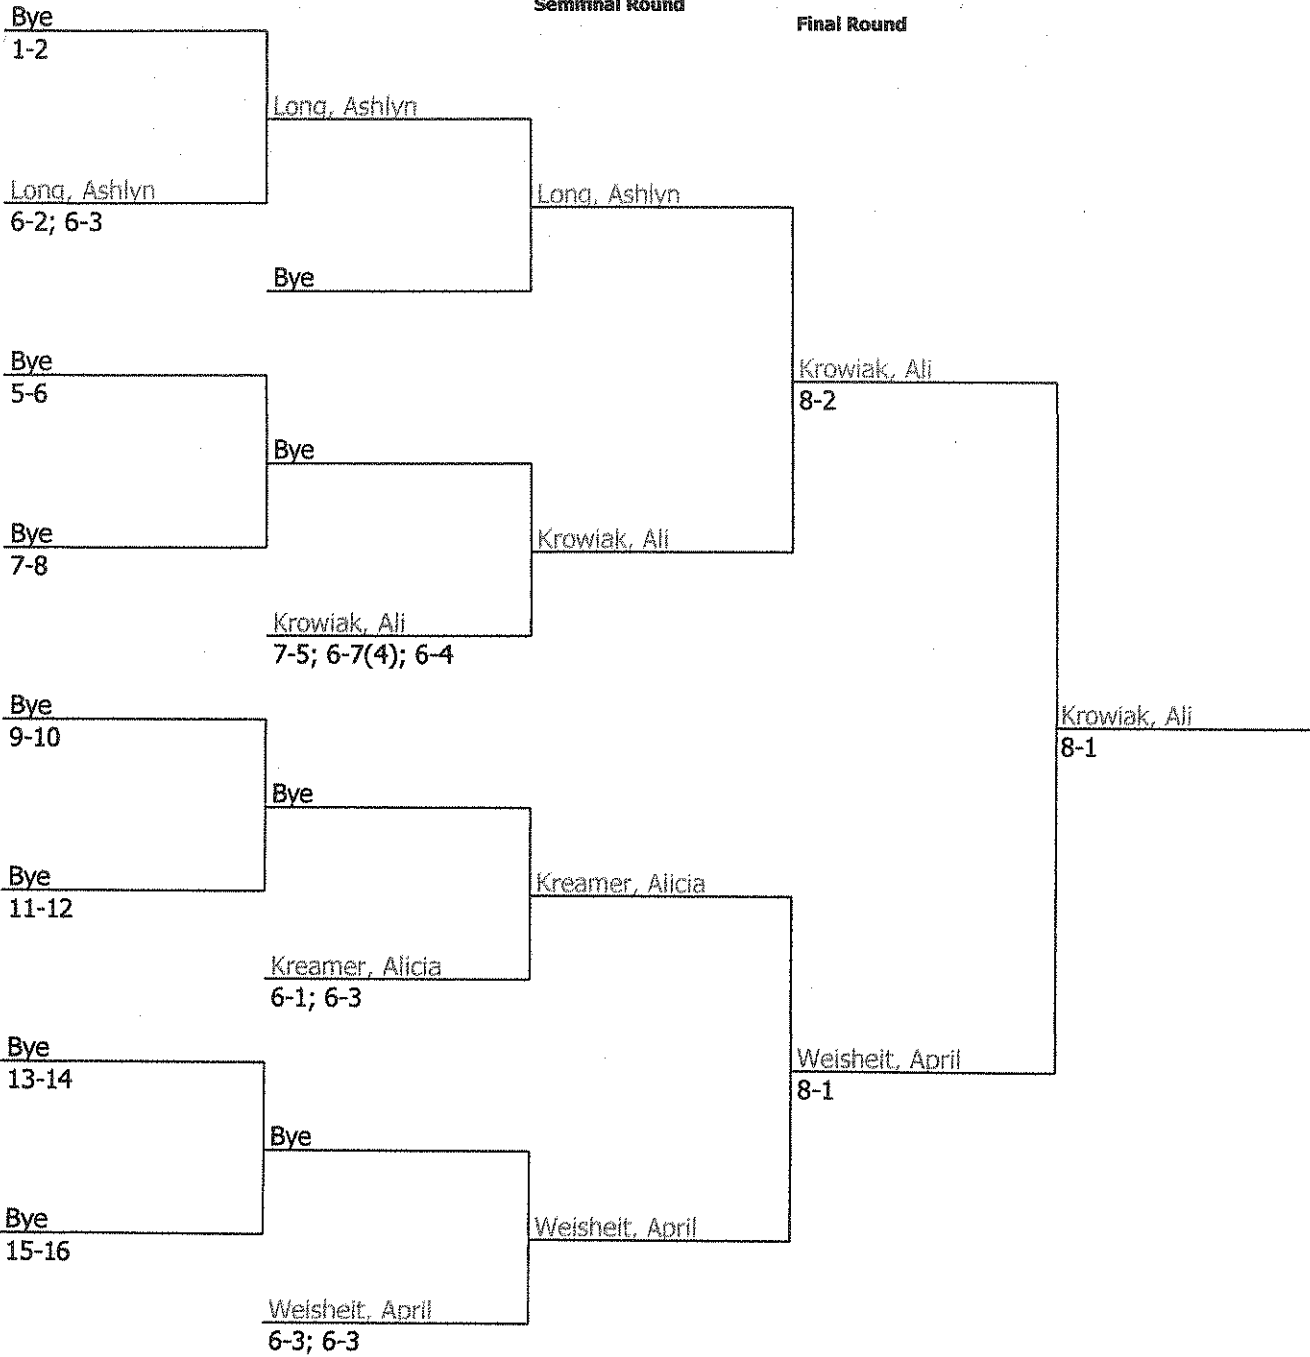 Semifinal Round
Final Round
Bye
1-2
Long, Ashlyn
Long, Ashlyn
6-2; 6-3
Long, Ashlyn
Bye
Bye
5-6
Krowiak, Ali
8-2
Bye
Bye
7-8
Krowiak, Ali
Krowiak, Ali
7-5; 6-7(4); 6-4
Bye
9-10
Krowiak, Ali
8-1
Bye
Bye
11-12
Kreamer, Alicia
Kreamer, Alicia
6-1; 6-3
Bye
13-14
Weisheit, April
8-1
Bye
Bye
15-16
Weisheit, April
Weisheit, April
6-3; 6-3